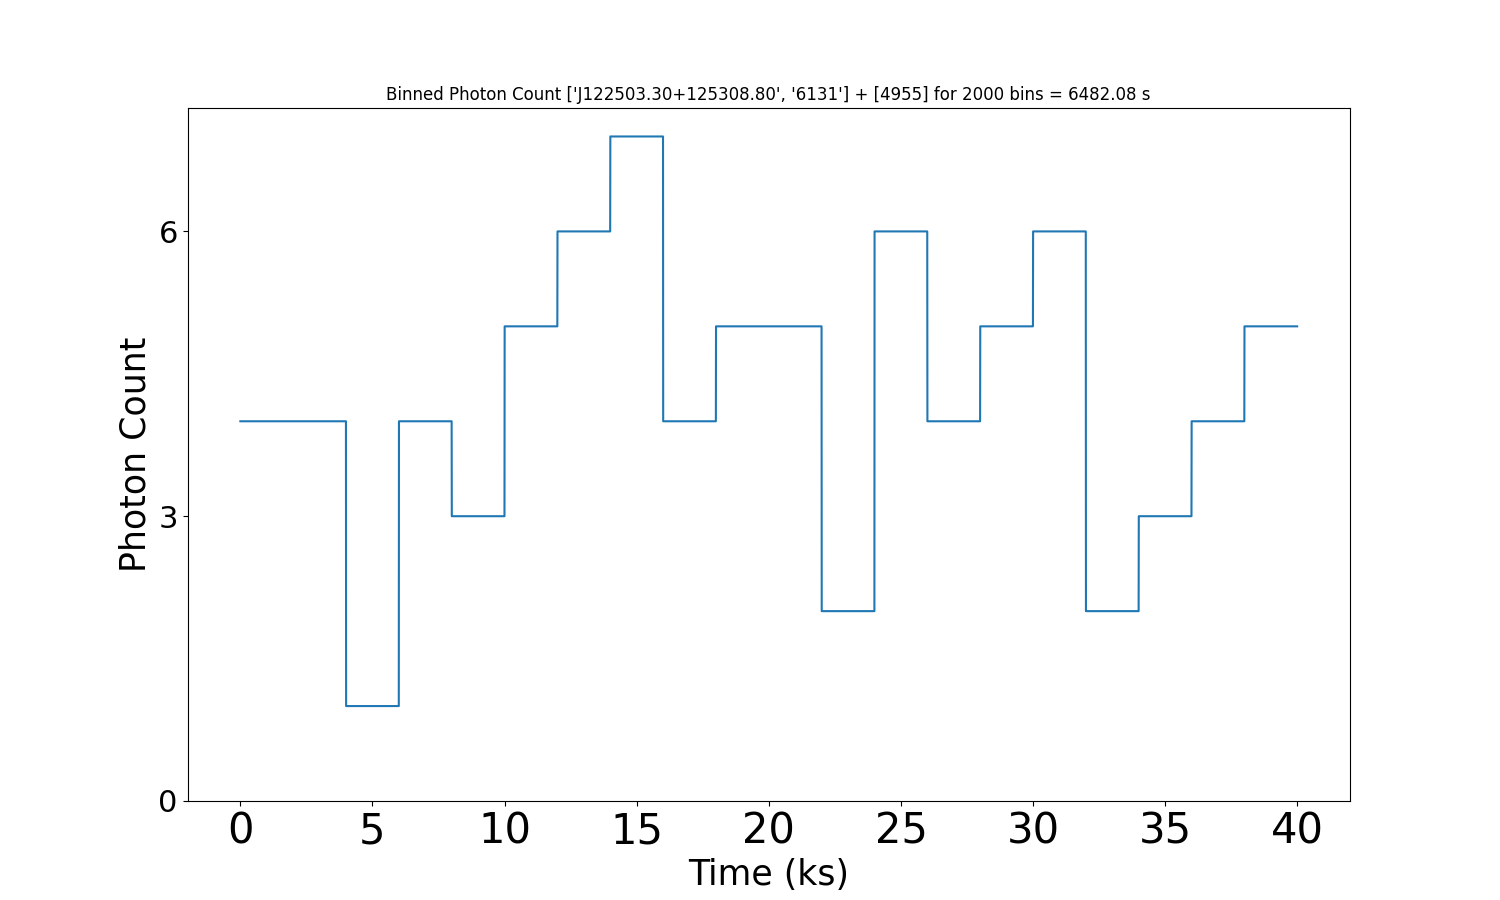 Binned Photon Count ['J122503.30+125308.80', '6131'] + [4955] for 2000 bins = 6482.08 s
Photon Count
6
3
0
0 5 10 15 20 25 30 35 40
Time (ks)